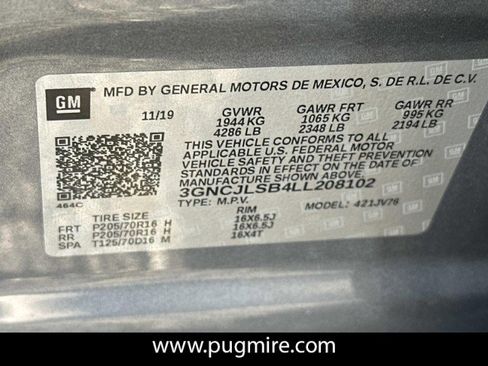 MFD BY GENERAL MOTORS DE MEXICO, S. DE R.L. DE C.V.
GM
11/19 GVWR GAWR FRT GAWR RR
1944 KG 1065 KG 995 KG
4286 LB 2348 LB 2194 LB
THIS VEHICLE CONFORMS TO ALL
APPLICABLE U.S. FEDERAL MOTOR
VEHICLE SAFETY AND THEFT PREVENTION
STANDARDS IN EFFECT ON THE DATE OF
MANUFACTURE SHOWN ABOVE.
3GNCJLSB4LL208102
464C TYPE: M.P.V. MODEL: 4Z1JV76
TIRE SIZE RIM
FRT P205/70R16 H 16X6.5J
RR P205/70R16 H 16X6.5J
SPA T125/70D16 M 16X4T
www.pugmire.com